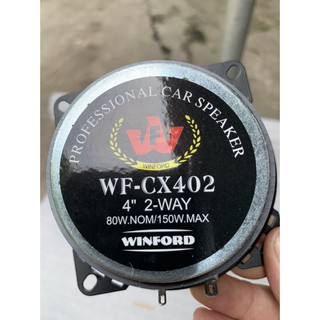 PROFESSIONAL CAR SPEAKER
WINFORD
WF-CX402
4" 2-WAY
80W.NOM/150W.MAX
WINFORD